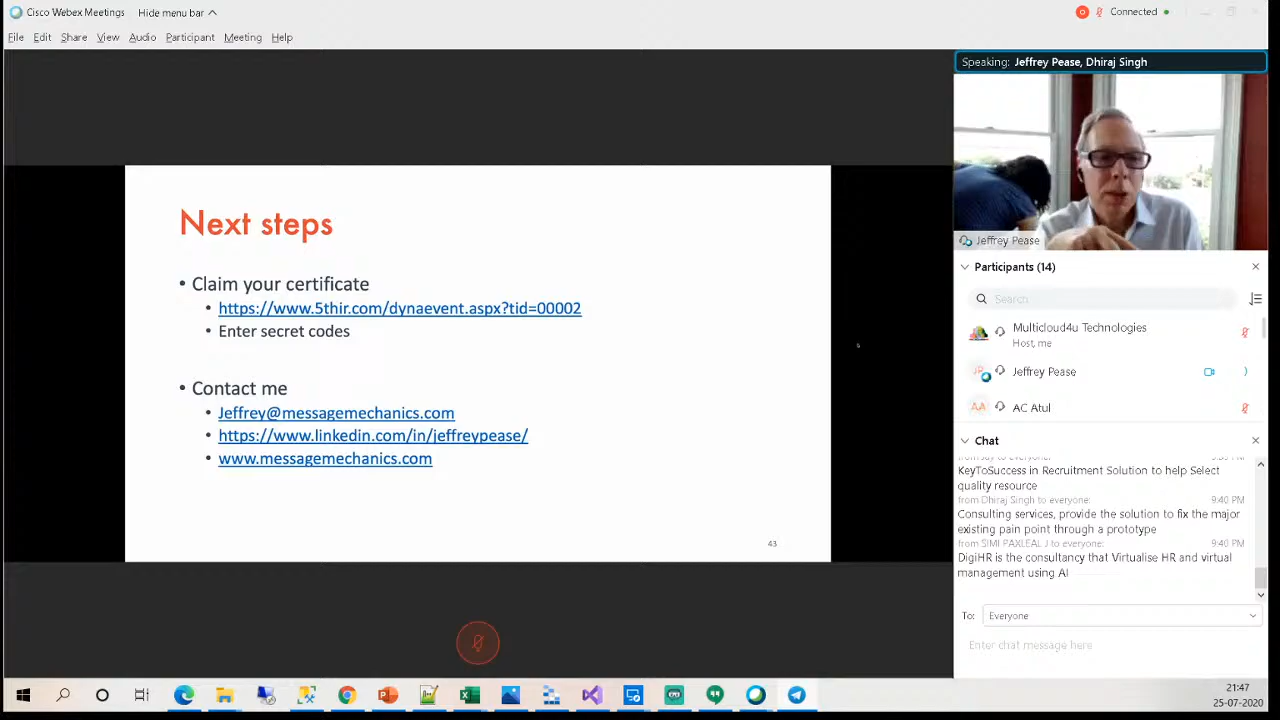 Cisco Webex Meetings
Hide menu bar
Connected
File Edit Share View Audio Participant Meeting Help
Speaking: Jeffrey Pease, Dhiraj Singh
Jeffrey Pease
Next steps
• Claim your certificate
• https://www.5thir.com/dynaevent.aspx?tid=00002
• Enter secret codes
• Contact me
• Jeffrey@messagemechanics.com
• https://www.linkedin.com/in/jeffreypease/
• www.messagemechanics.com
43
Participants (14)
Search
Multicloud4u Technologies
Host, me
Jeffrey Pease
AA AC Atul
Chat
KeyToSuccess in Recruitment Solution to help Select
quality resource
from Dhiraj Singh to everyone: 9:40 PM
Consulting services, provide the solution to fix the major
existing pain point through a prototype
from SIMI PAXLEAL J to everyone: 9:40 PM
DigiHR is the consultancy that Virtualise HR and virtual
management using AI
To: Everyone
Enter chat message here
21:47
25-07-2020